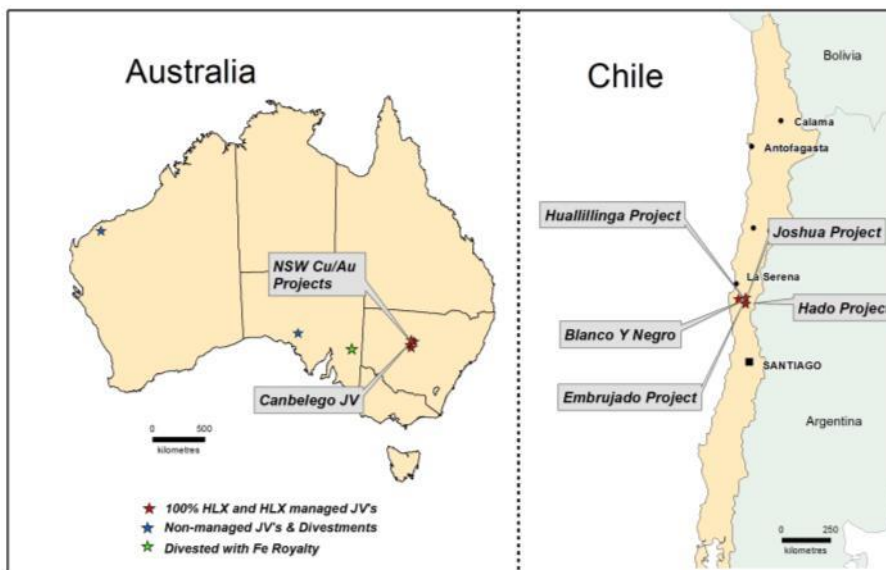 Australia
NSW Cu/Au
Projects
Canbelego JV
0 500
kilometres
100% HLX and HLX managed JV's
Non-managed JV's & Divestments
Divested with Fe Royalty
Chile
Bolivia
Calama
Antofagasta
Huallillinga Project
Joshua Project
La Serena
Hado Project
Blanco Y Negro
SANTIAGO
Embrujado Project
Argentina
0 250
kilometres